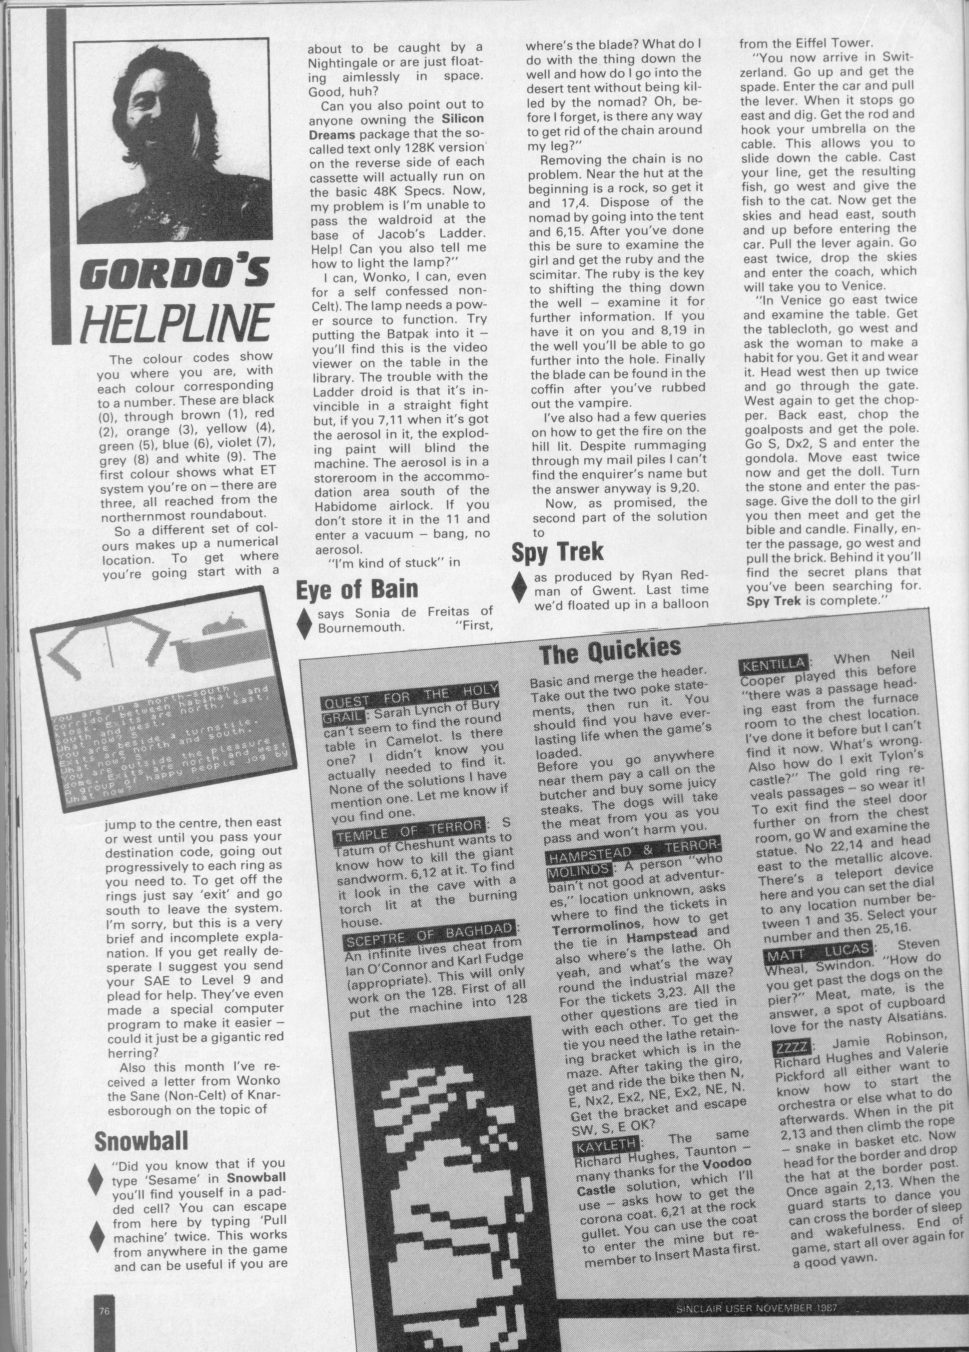 GORDO'S
HELPLINE
The colour codes show
you where you are, with
each colour corresponding
to a number. These are black
(0), through brown (1), red
(2), orange (3), yellow (4),
green (5), blue (6), violet (7),
grey (8) and white (9). The
first colour shows what ET
system you're on – there are
three, all reached from the
northernmost roundabout.
So a different set of col-
ours makes up a numerical
location. To get where
you're going start with a
You are in a north-south
corridor between habihall and
kiosk. Exits are north, east,
south and west.
What now? s
You are beside a turnstile.
Exits are north and south.
What now? s
You are outside the pleasure
dome. Exits are north and west.
A group of happy people jog by
What now?
jump to the centre, then east
or west until you pass your
destination code, going out
progressively to each ring as
you need to. To get off the
rings just say 'exit' and go
south to leave the system.
I'm sorry, but this is a very
brief and incomplete expla-
nation. If you get really de-
sperate I suggest you send
your SAE to Level 9 and
plead for help. They've even
made a special computer
program to make it easier –
could it just be a gigantic red
herring?
Also this month I've re-
ceived a letter from Wonko
the Sane (Non-Celt) of Knar-
esborough on the topic of
Snowball
"Did you know that if you
type 'Sesame' in Snowball
you'll find youself in a pad-
ded cell? You can escape
from here by typing 'Pull
machine' twice. This works
from anywhere in the game
and can be useful if you are
about to be caught by a
Nightingale or are just float-
ing aimlessly in space.
Good, huh?
Can you also point out to
anyone owning the Silicon
Dreams package that the so-
called text only 128K version
on the reverse side of each
cassette will actually run on
the basic 48K Specs. Now,
my problem is I'm unable to
pass the waldroid at the
base of Jacob's Ladder.
Help! Can you also tell me
how to light the lamp?"
I can, Wonko, I can, even
for a self confessed non-
Celt). The lamp needs a pow-
er source to function. Try
putting the Batpak into it –
you'll find this is the video
viewer on the table in the
library. The trouble with the
Ladder droid is that it's in-
vincible in a straight fight
but, if you 7,11 when it's got
the aerosol in it, the explod-
ing paint will blind the
machine. The aerosol is in a
storeroom in the accommo-
dation area south of the
Habidome airlock. If you
don't store it in the 11 and
enter a vacuum – bang, no
aerosol.
"I'm kind of stuck" in
Eye of Bain
says Sonia de Freitas of
Bournemouth. "First,
where's the blade? What do I
do with the thing down the
well and how do I go into the
desert tent without being kil-
led by the nomad? Oh, be-
fore I forget, is there any way
to get rid of the chain around
my leg?"
Removing the chain is no
problem. Near the hut at the
beginning is a rock, so get it
and 17,4. Dispose of the
nomad by going into the tent
and 6,15. After you've done
this be sure to examine the
girl and get the ruby and the
scimitar. The ruby is the key
to shifting the thing down
the well – examine it for
further information. If you
have it on you and 8,19 in
the well you'll be able to go
further into the hole. Finally
the blade can be found in the
coffin after you've rubbed
out the vampire.
I've also had a few queries
on how to get the fire on the
hill lit. Despite rummaging
through my mail piles I can't
find the enquirer's name but
the answer anyway is 9,20.
Now, as promised, the
second part of the solution
to
Spy Trek
as produced by Ryan Red-
man of Gwent. Last time
we'd floated up in a balloon
from the Eiffel Tower.
"You now arrive in Swit-
zerland. Go up and get the
spade. Enter the car and pull
the lever. When it stops go
east and dig. Get the rod and
hook your umbrella on the
cable. This allows you to
slide down the cable. Cast
your line, get the resulting
fish, go west and give the
fish to the cat. Now get the
skies and head east, south
and up before entering the
car. Pull the lever again. Go
east twice, drop the skies
and enter the coach, which
will take you to Venice.
"In Venice go east twice
and examine the table. Get
the tablecloth, go west and
ask the woman to make a
habit for you. Get it and wear
it. Head west then up twice
and go through the gate.
West again to get the chop-
per. Back east, chop the
goalposts and get the pole.
Go S, Dx2, S and enter the
gondola. Move east twice
now and get the doll. Turn
the stone and enter the pas-
sage. Give the doll to the girl
you then meet and get the
bible and candle. Finally, en-
ter the passage, go west and
pull the brick. Behind it you'll
find the secret plans that
you've been searching for.
Spy Trek is complete."
The Quickies
QUEST FOR THE HOLY
GRAIL: Sarah Lynch of Bury
can't seem to find the round
table in Camelot. Is there
one? I didn't know you
actually needed to find it.
None of the solutions I have
mention one. Let me know if
you find one.
TEMPLE OF TERROR: S
Tatum of Cheshunt wants to
know how to kill the giant
sandworm. 6,12 at it. To find
it look in the cave with a
torch lit at the burning
house.
SCEPTRE OF BAGHDAD:
An infinite lives cheat from
Ian O'Connor and Karl Fudge
(appropriate). This will only
work on the 128. First of all
put the machine into 128
Basic and merge the header.
Take out the two poke state-
ments, then run it. You
should find you have ever-
lasting life when the game's
loaded.
Before you go anywhere
near them pay a call on the
butcher and buy some juicy
steaks. The dogs will take
the meat from you as you
pass and won't harm you.
HAMPSTEAD & TERROR-
MOLINOS: A person "who
bain't not good at adventur-
es," location unknown, asks
where to find the tickets in
Terrormolinos, how to get
the tie in Hampstead and
also where's the lathe. Oh
yeah, and what's the way
round the industrial maze?
For the tickets 3,23. All the
other questions are tied in
with each other. To get the
tie you need the lathe retain-
ing bracket which is in the
maze. After taking the giro,
get and ride the bike then N,
E, Nx2, Ex2, NE, Ex2, NE, N.
Get the bracket and escape
SW, S, E OK?
KAYLETH: The same
Richard Hughes, Taunton –
many thanks for the Voodoo
Castle solution, which I'll
use – asks how to get the
corona coat. 6,21 at the rock
gullet. You can use the coat
to enter the mine but re-
member to Insert Masta first.
KENTILLA: When Neil
Cooper played this before
"there was a passage head-
ing east from the furnace
room to the chest location.
I've done it before but I can't
find it now. What's wrong.
Also how do I exit Tylon's
castle?" The gold ring re-
veals passages – so wear it!
To exit find the steel door
further on from the chest
room, go W and examine the
statue. No 22,14 and head
east to the metallic alcove.
There's a teleport device
here and you can set the dial
to any location number be-
tween 1 and 35. Select your
number and then 25,16.
MATT LUCAS: Steven
Wheal, Swindon. "How do
you get past the dogs on the
pier?" Meat, mate, is the
answer, a spot of cupboard
love for the nasty Alsatians.
ZZZZ: Jamie Robinson,
Richard Hughes and Valerie
Pickford all either want to
know how to start the
orchestra or else what to do
afterwards. When in the pit
2,13 and then climb the rope
– snake in basket etc. Now
head for the border and drop
the hat at the border post.
Once again 2,13. When the
guard starts to dance you
can cross the border of sleep
and wakefulness. End of
game, start all over again for
a good yawn.
76
SINCLAIR USER NOVEMBER 1987